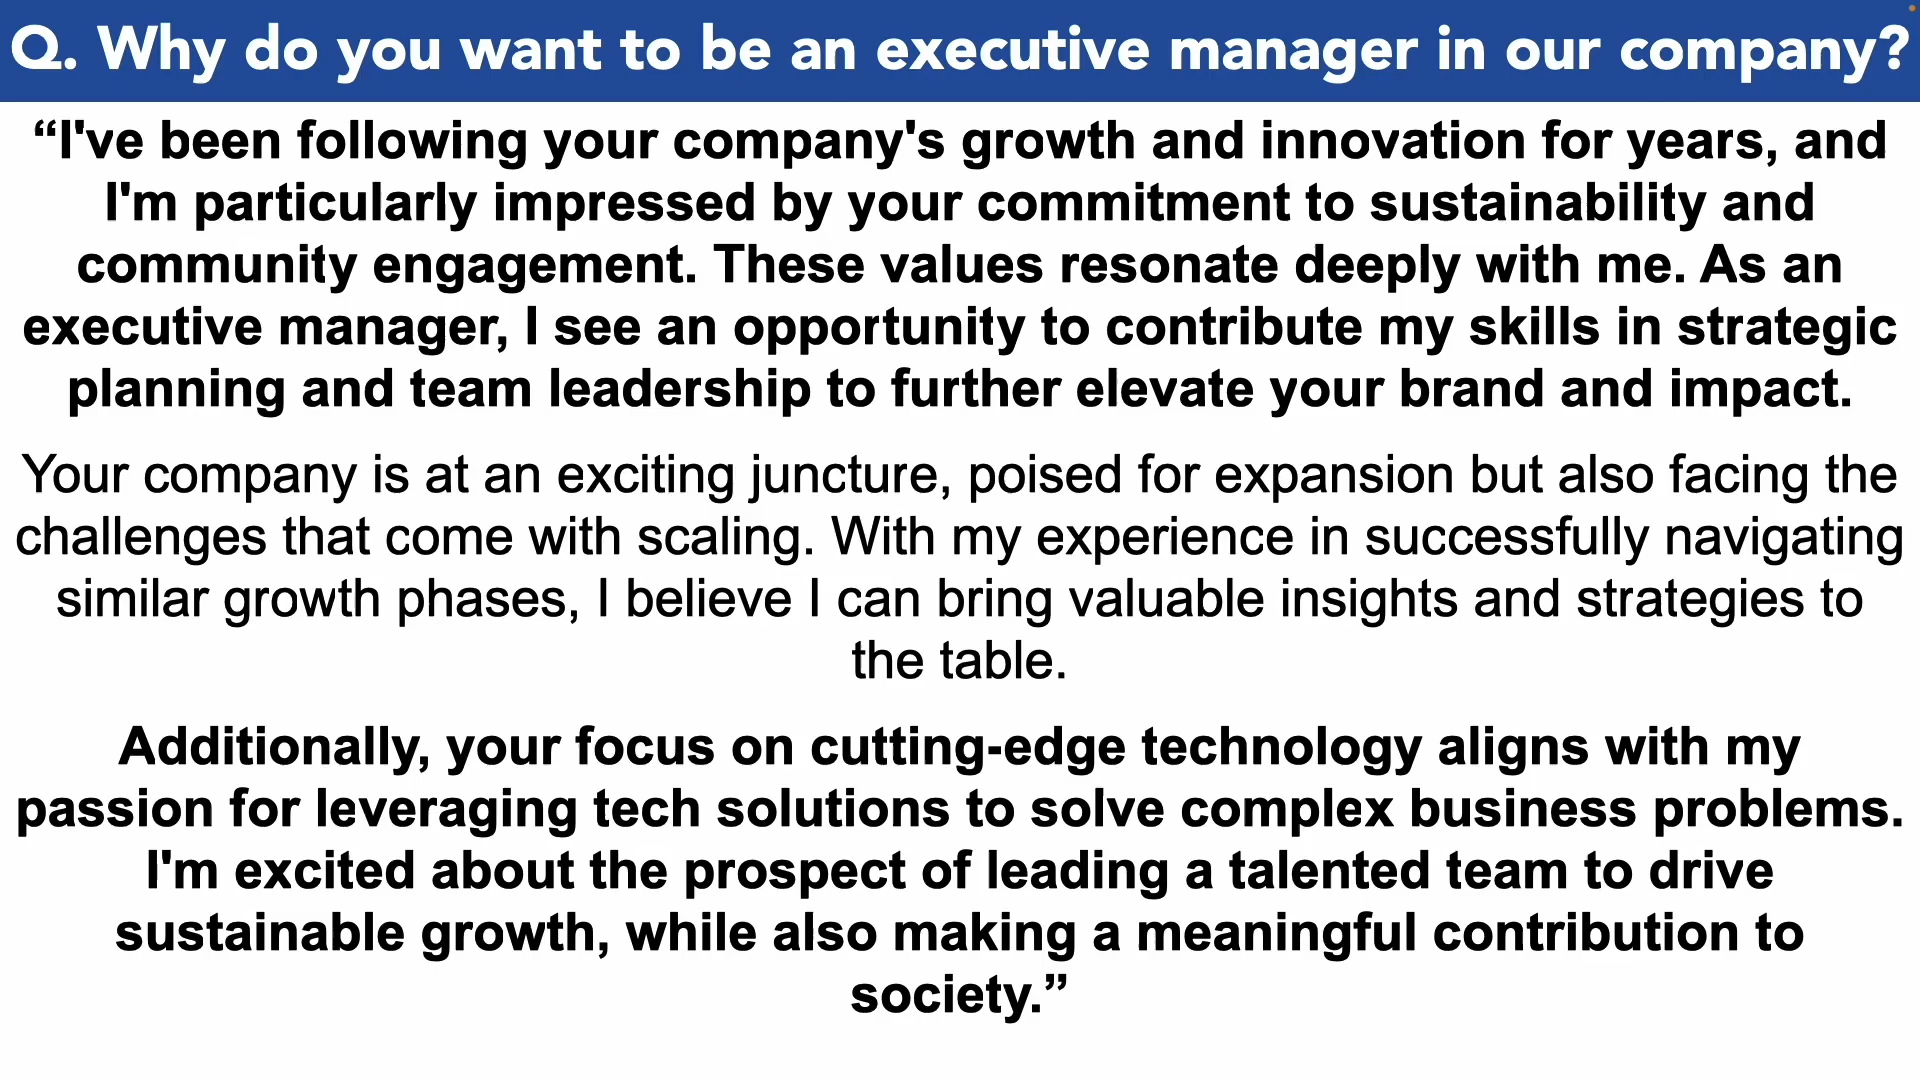 Q. Why do you want to be an executive manager in our company?
“I've been following your company's growth and innovation for years, and
I'm particularly impressed by your commitment to sustainability and
community engagement. These values resonate deeply with me. As an
executive manager, I see an opportunity to contribute my skills in strategic
planning and team leadership to further elevate your brand and impact.
Your company is at an exciting juncture, poised for expansion but also facing the
challenges that come with scaling. With my experience in successfully navigating
similar growth phases, I believe I can bring valuable insights and strategies to
the table.
Additionally, your focus on cutting-edge technology aligns with my
passion for leveraging tech solutions to solve complex business problems.
I'm excited about the prospect of leading a talented team to drive
sustainable growth, while also making a meaningful contribution to
society.”